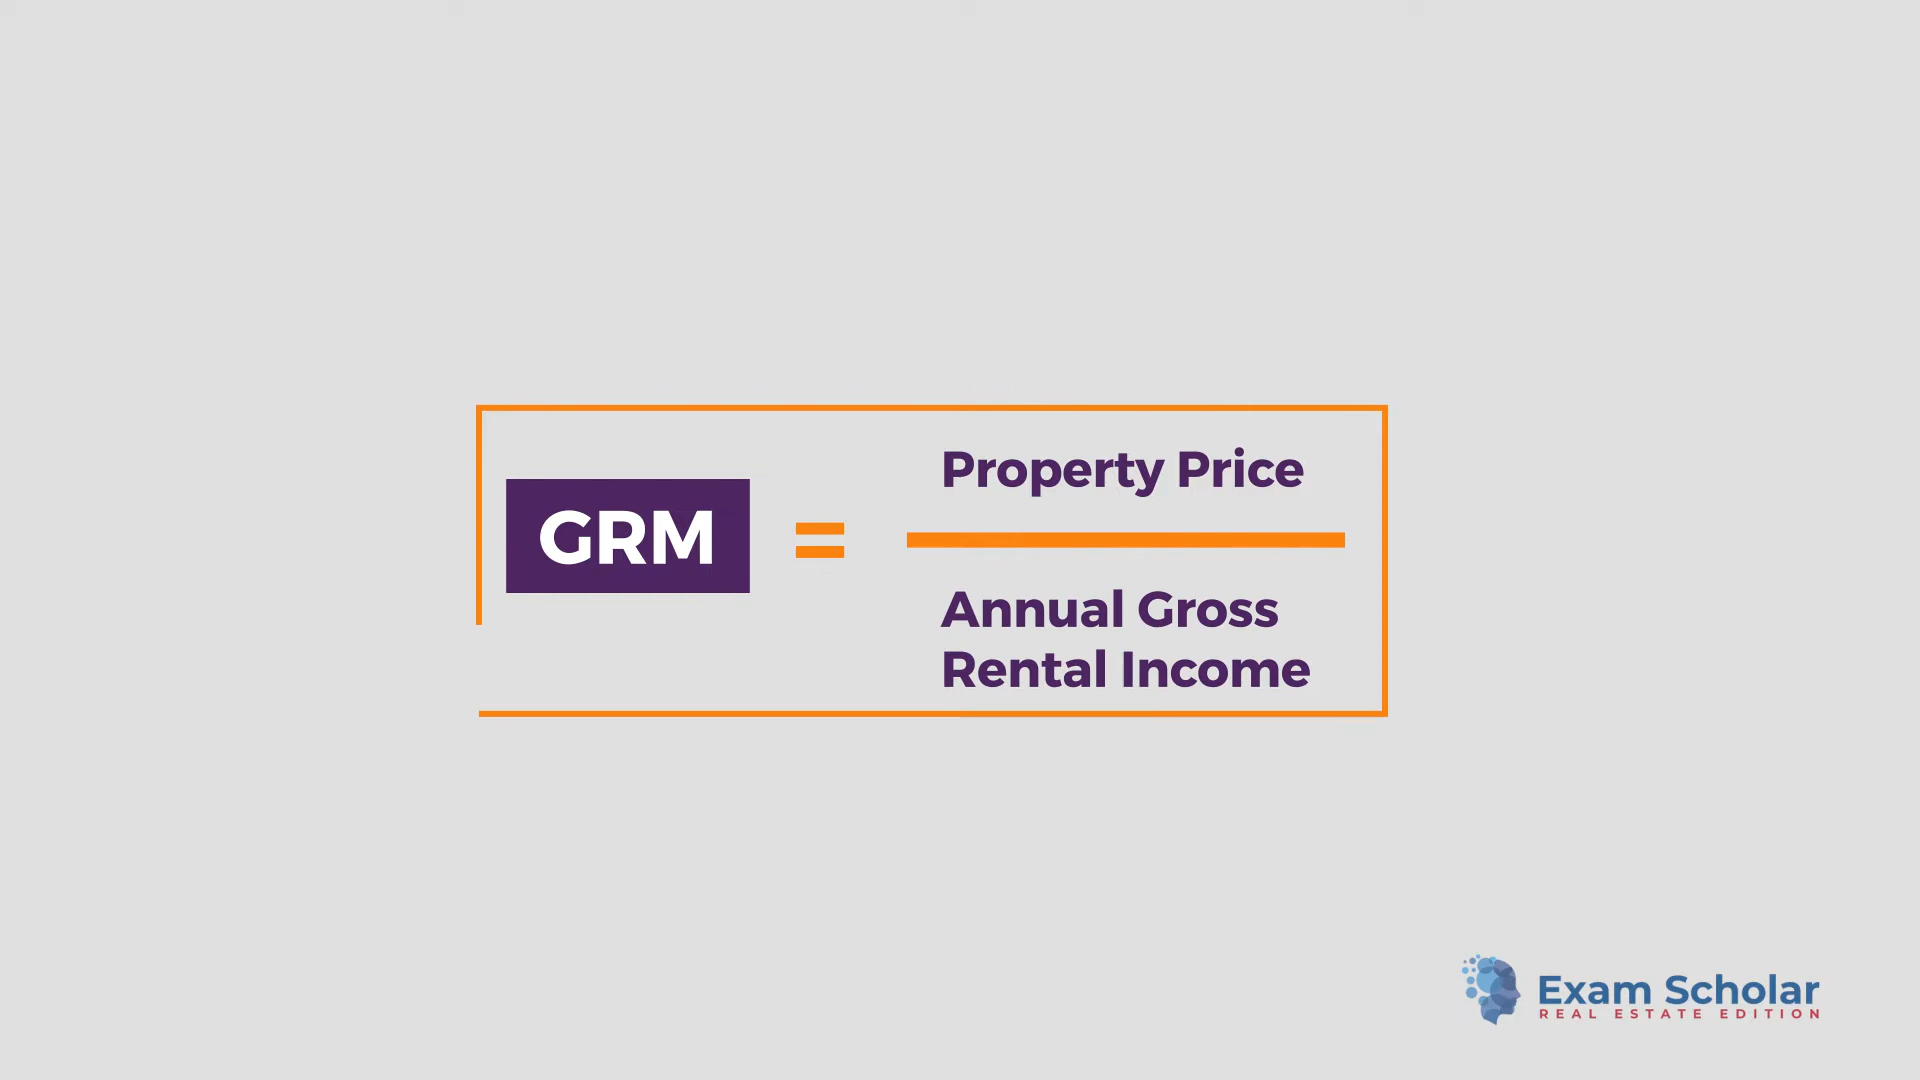 GRM
=
Property Price
Annual Gross
Rental Income
Exam Scholar
REAL ESTATE EDITION